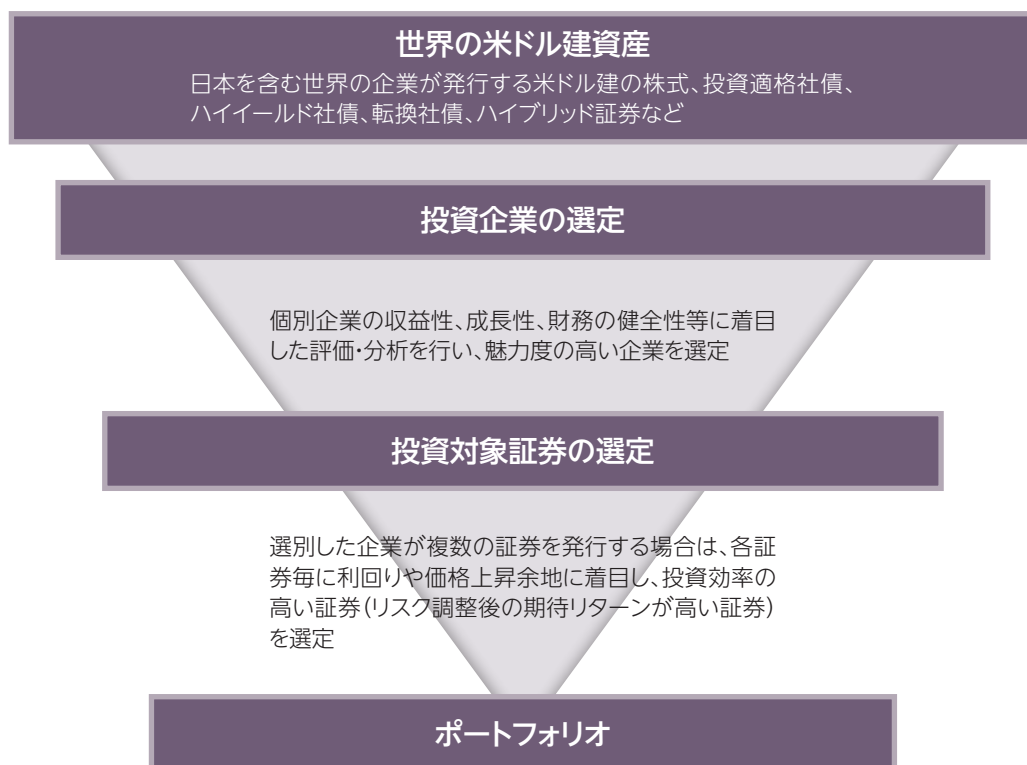 世界の米ドル建資産
日本を含む世界の企業が発行する米ドル建の株式、投資適格社債、
ハイイールド社債、転換社債、ハイブリッド証券など
投資企業の選定
個別企業の収益性、成長性、財務の健全性等に着目
した評価・分析を行い、魅力度の高い企業を選定
投資対象証券の選定
選別した企業が複数の証券を発行する場合は、各証
券毎に利回りや価格上昇余地に着目し、投資効率の
高い証券(リスク調整後の期待リターンが高い証券)
を選定
ポートフォリオ